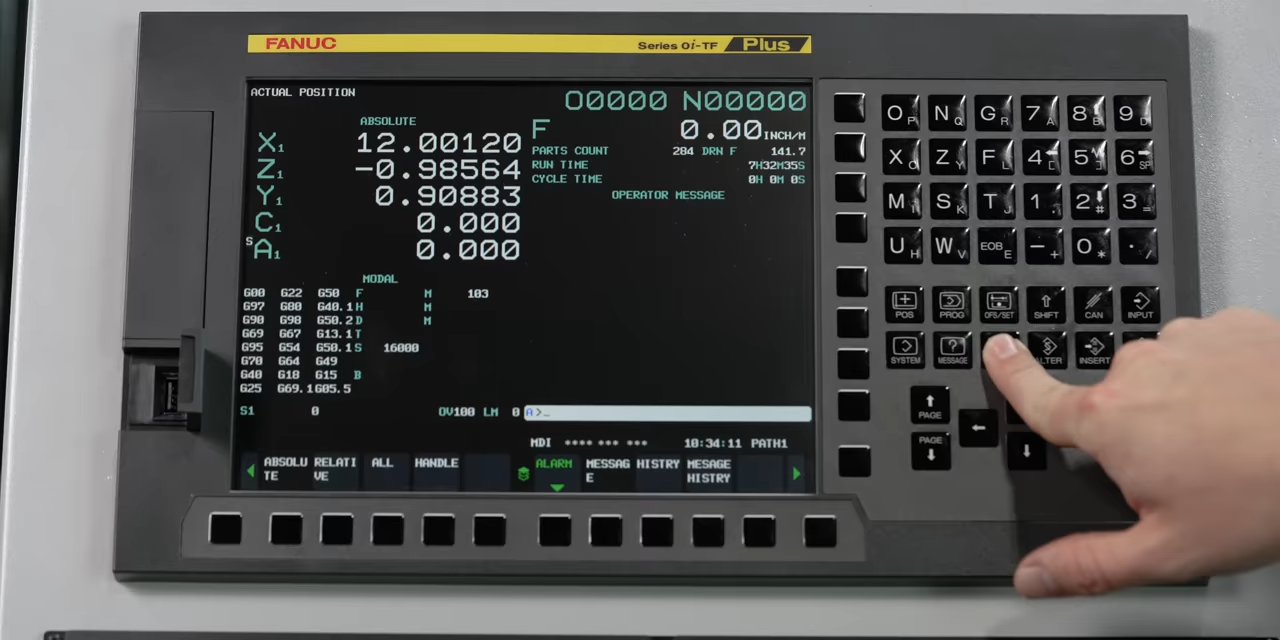 FANUC
Series 0i-TF Plus
ACTUAL POSITION
O0000 N00000
ABSOLUTE
X1 12.00120
Z1 -0.98564
Y1 0.90883
C1 0.000
S A1 0.000
F 0.00 INCH/M
PARTS COUNT 284 DRN F 141.7
RUN TIME 7H32M35S
CYCLE TIME 0H 0M 0S
OPERATOR MESSAGE
MODAL
G00 G22 G50 F M 103
G97 G80 G40.1 H M
G90 G98 G50.2 D M
G69 G67 G13.1 T
G95 G54 G50.1 S 16000
G70 G64 G49
G40 G18 G15 B
G25 G69.1 G05.5
S1 0 OV100 LM 0 A>_
MDI **** *** *** 10:34:11 PATH1
ABSOLUTE RELATIVE ALL HANDLE ALARM MESSAGE HISTRY MESAGE HISTRY
O P N Q G R 7 A 8 B 9 D
X Z Y F L 4 5 6 SP
M S K T J 1 , 2 # 3 =
U H W V EOB E - + 0 * . /
POS PROG OFS/SET SHIFT CAN INPUT
SYSTEM MESSAGE ALTER INSERT
PAGE
PAGE